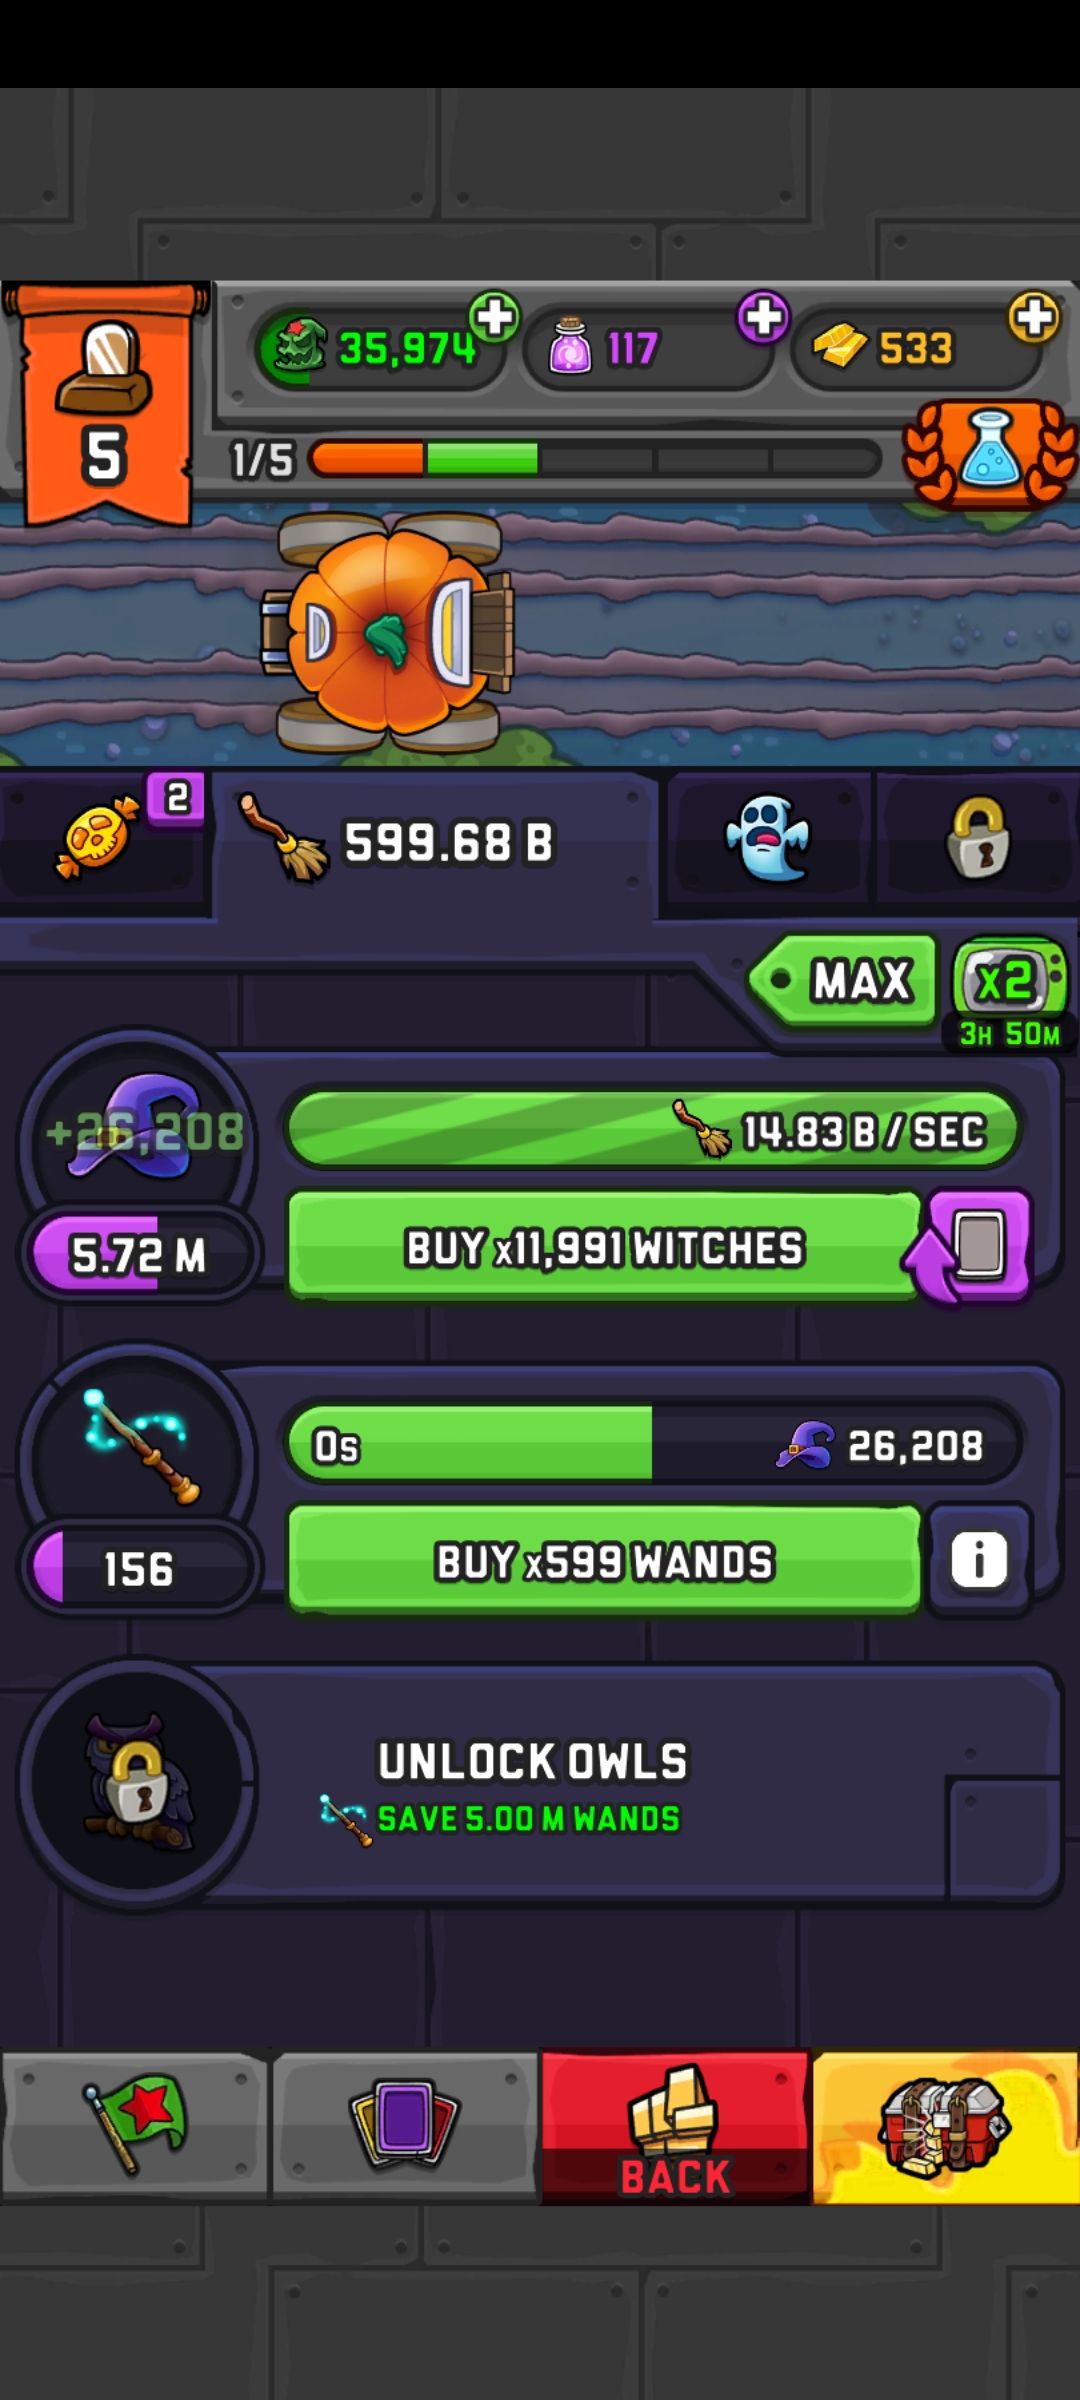 35,974
117
533
5
1/5
2
599.68 B
MAX
x2
3H 50M
+26,208
14.83 B / SEC
5.72 M
BUY x11,991 WITCHES
0s
26,208
156
BUY x599 WANDS
i
UNLOCK OWLS
SAVE 5.00 M WANDS
BACK